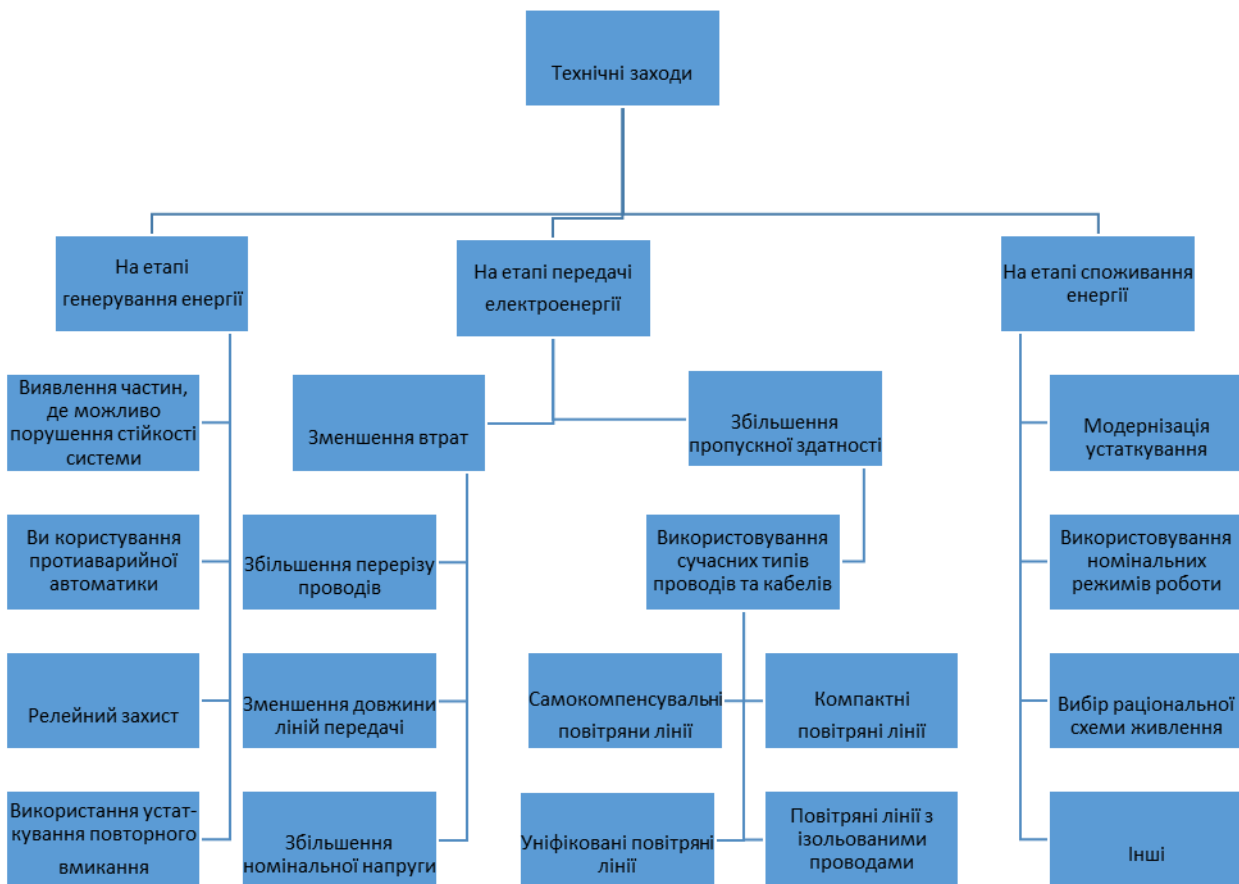 Технічні заходи
На етапі
генерування енергії
На етапі передачі
електроенергії
На етапі споживання
енергії
Виявлення частин,
де можливо
порушення стійкості
системи
Ви користування
протиаварийної
автоматики
Релейний захист
Використання устат-
кування повторного
вмикання
Зменшення втрат
Збільшення перерізу
проводів
Зменшення довжини
ліній передачі
Збільшення
номінальної напруги
Збільшення
пропускної здатності
Використовування
сучасних типів
проводів та кабелів
Самокомпенсувальні
повітряни лінії
Компактні
повітряні лінії
Уніфіковані повітряні
лінії
Повітряні лінії з
ізольованими
проводами
Модернізація
устаткування
Використовування
номінальних
режимів роботи
Вибір раціональної
схеми живлення
Інші